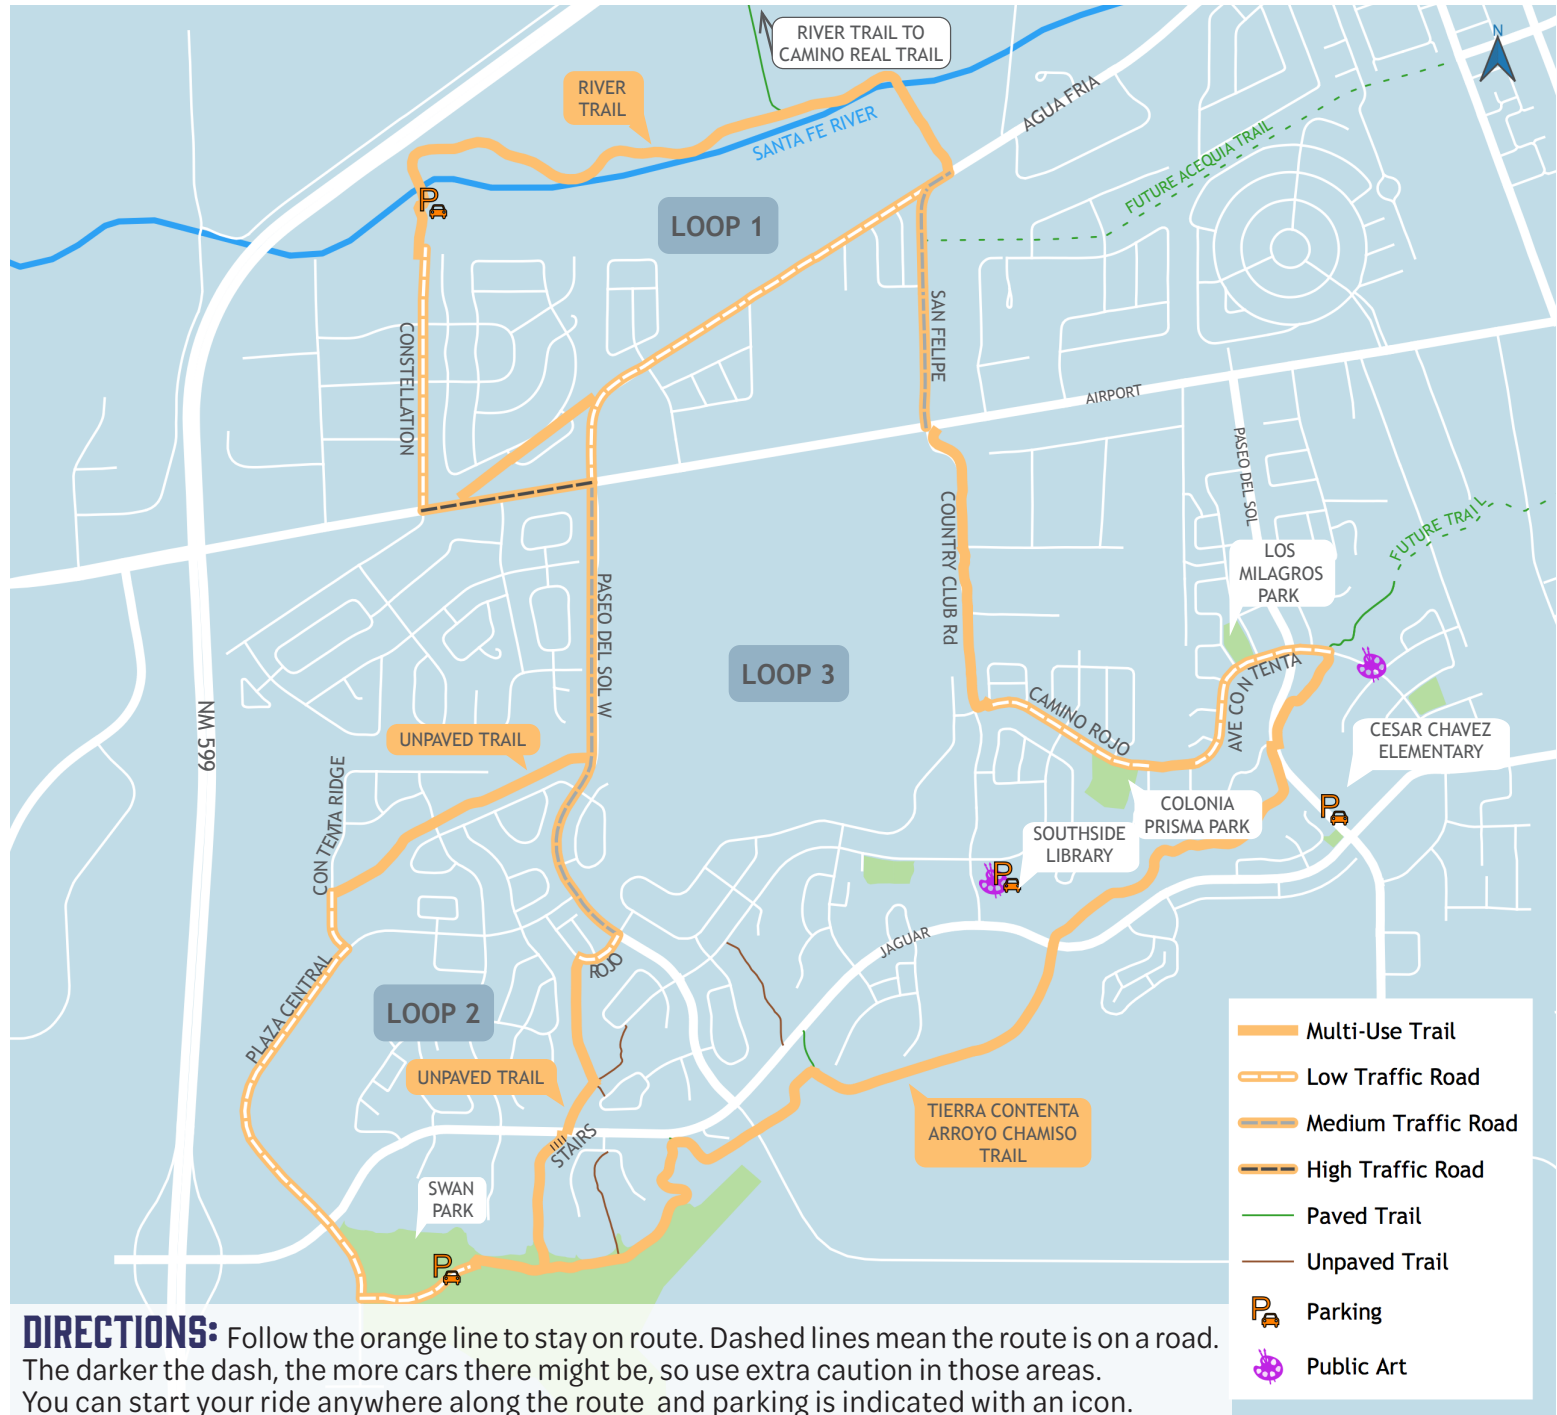 RIVER TRAIL TO
CAMINO REAL TRAIL
N
RIVER
TRAIL
AGUA FRIA
SANTA FE RIVER
FUTURE ACEQUIA TRAIL
LOOP 1
CONSTELLATION
SAN FELIPE
AIRPORT
PASEO DEL SOL
COUNTRY CLUB Rd
FUTURE TRAIL
LOS
MILAGROS
PARK
PASEO DEL SOL W
LOOP 3
AVE CONTENTA
CAMINO ROJO
NM 599
UNPAVED TRAIL
CESAR CHAVEZ
ELEMENTARY
CONTENTA RIDGE
COLONIA
PRISMA PARK
SOUTHSIDE
LIBRARY
P
P
P
P
JAGUAR
ROJO
PLAZA CENTRAL
LOOP 2
UNPAVED TRAIL
STAIRS
TIERRA CONTENTA
ARROYO CHAMISO
TRAIL
SWAN
PARK
Multi-Use Trail
Low Traffic Road
Medium Traffic Road
High Traffic Road
Paved Trail
Unpaved Trail
P Parking
Public Art
DIRECTIONS: Follow the orange line to stay on route. Dashed lines mean the route is on a road.
The darker the dash, the more cars there might be, so use extra caution in those areas.
You can start your ride anywhere along the route and parking is indicated with an icon.